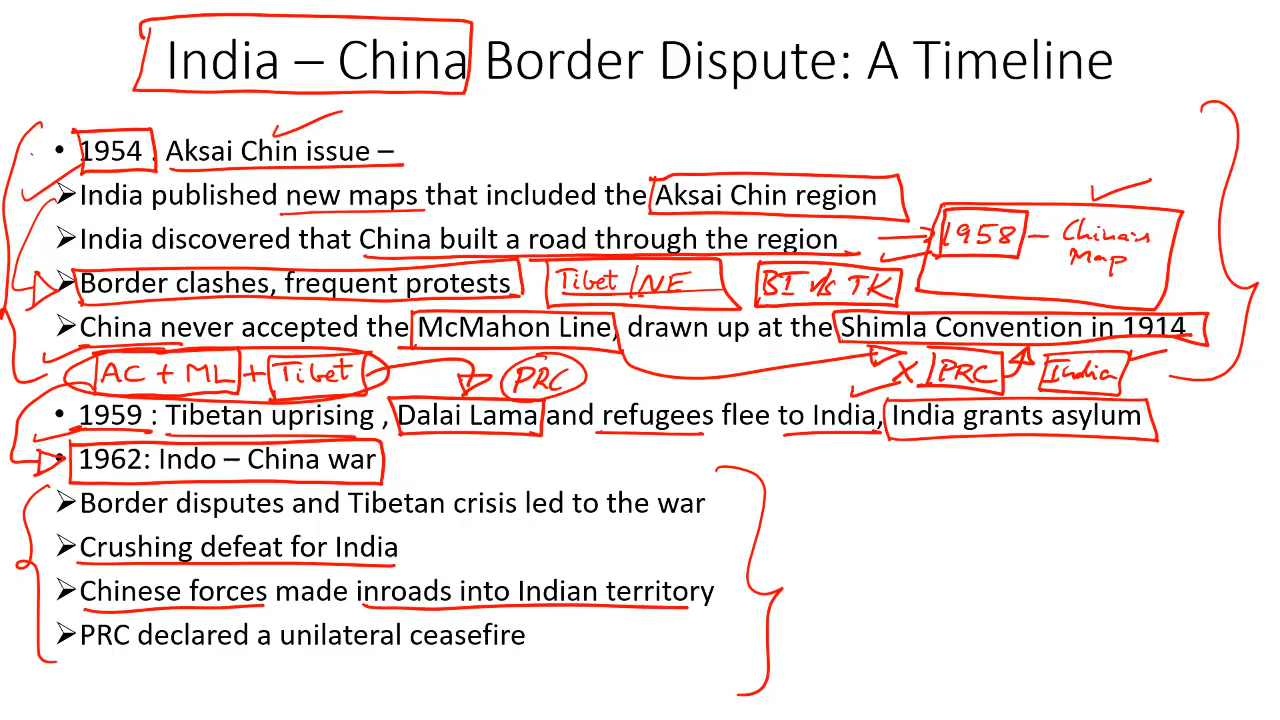 India – China Border Dispute: A Timeline
• 1954 : Aksai Chin issue –
➢ India published new maps that included the Aksai Chin region
➢ India discovered that China built a road through the region
1958 – Chinas Map
➢ Border clashes, frequent protests
Tibet / NE
BI vs TK
➢ China never accepted the McMahon Line, drawn up at the Shimla Convention in 1914
AC + ML + Tibet
PRC
X PRC
India
• 1959 : Tibetan uprising , Dalai Lama and refugees flee to India, India grants asylum
• 1962: Indo – China war
➢ Border disputes and Tibetan crisis led to the war
➢ Crushing defeat for India
➢ Chinese forces made inroads into Indian territory
➢ PRC declared a unilateral ceasefire